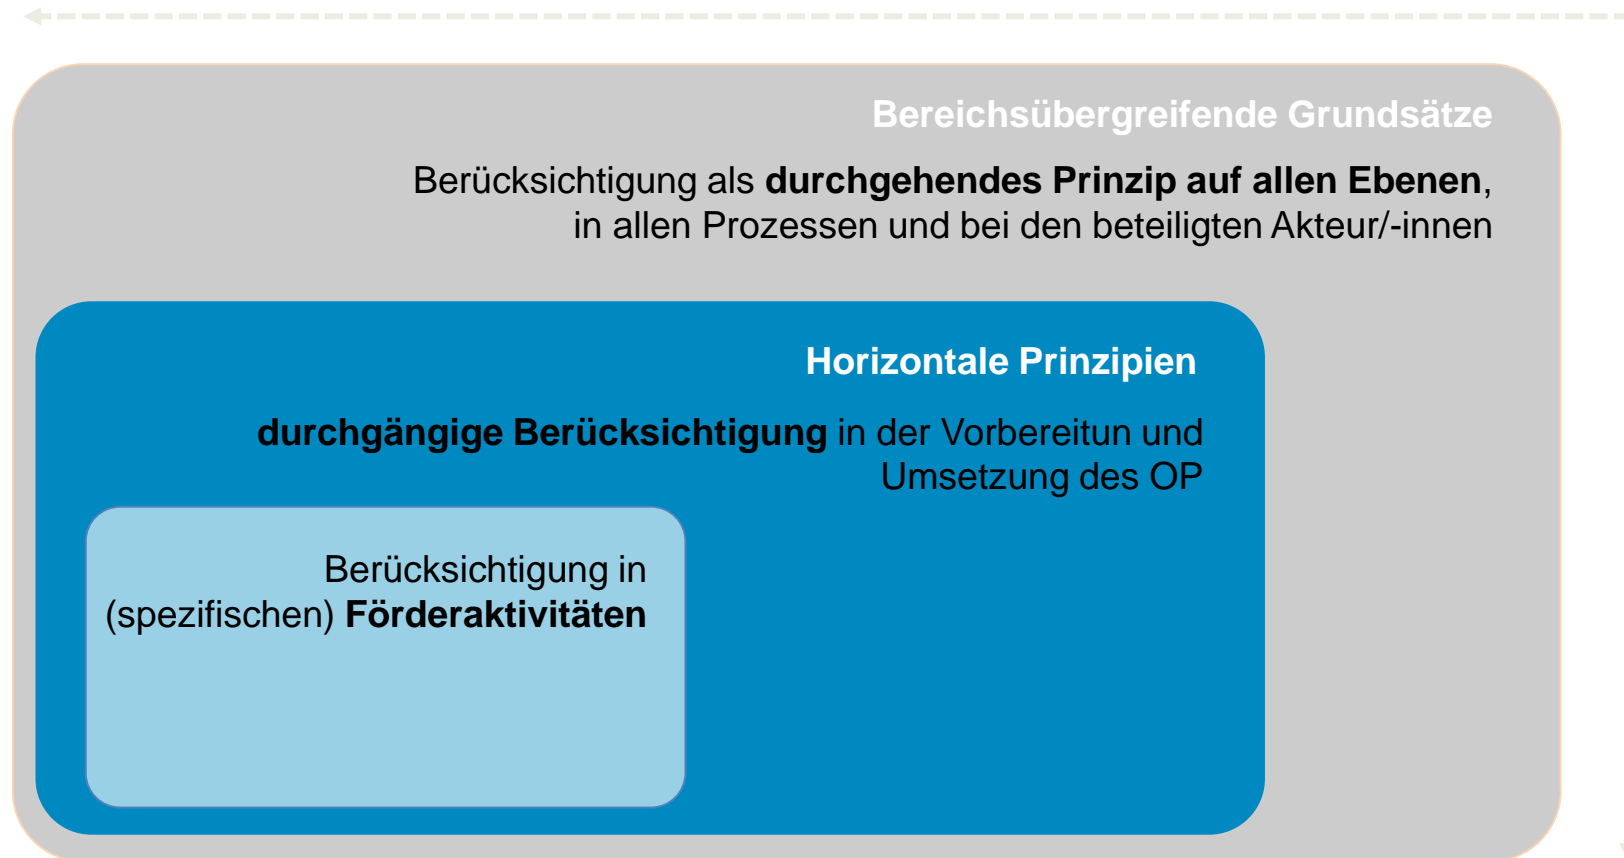 Bereichsübergreifende Grundsätze
Berücksichtigung als durchgehendes Prinzip auf allen Ebenen,
in allen Prozessen und bei den beteiligten Akteur/-innen
Horizontale Prinzipien
durchgängige Berücksichtigung in der Vorbereitun und
Umsetzung des OP
Berücksichtigung in
(spezifischen) Förderaktivitäten